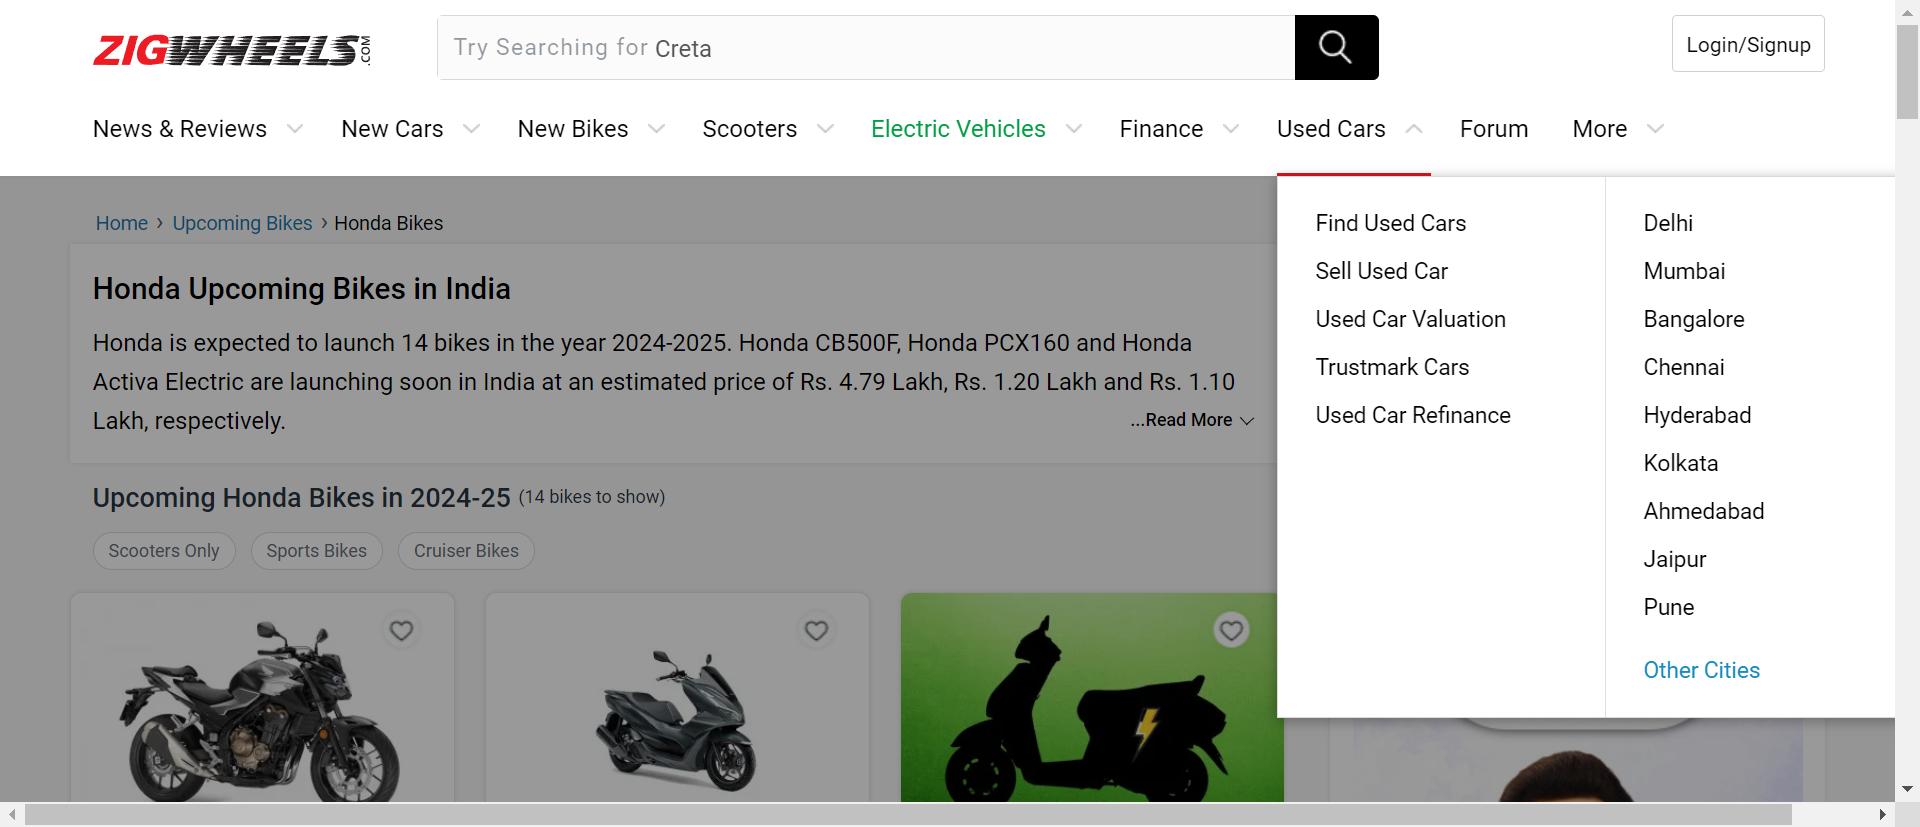 ZIGWHEELS.COM
Try Searching for Creta
Login/Signup
News & Reviews
New Cars
New Bikes
Scooters
Electric Vehicles
Finance
Used Cars
Forum
More
Home › Upcoming Bikes › Honda Bikes
Honda Upcoming Bikes in India
Honda is expected to launch 14 bikes in the year 2024-2025. Honda CB500F, Honda PCX160 and Honda
Activa Electric are launching soon in India at an estimated price of Rs. 4.79 Lakh, Rs. 1.20 Lakh and Rs. 1.10
Lakh, respectively.
...Read More
Upcoming Honda Bikes in 2024-25 (14 bikes to show)
Scooters Only
Sports Bikes
Cruiser Bikes
Find Used Cars
Sell Used Car
Used Car Valuation
Trustmark Cars
Used Car Refinance
Delhi
Mumbai
Bangalore
Chennai
Hyderabad
Kolkata
Ahmedabad
Jaipur
Pune
Other Cities